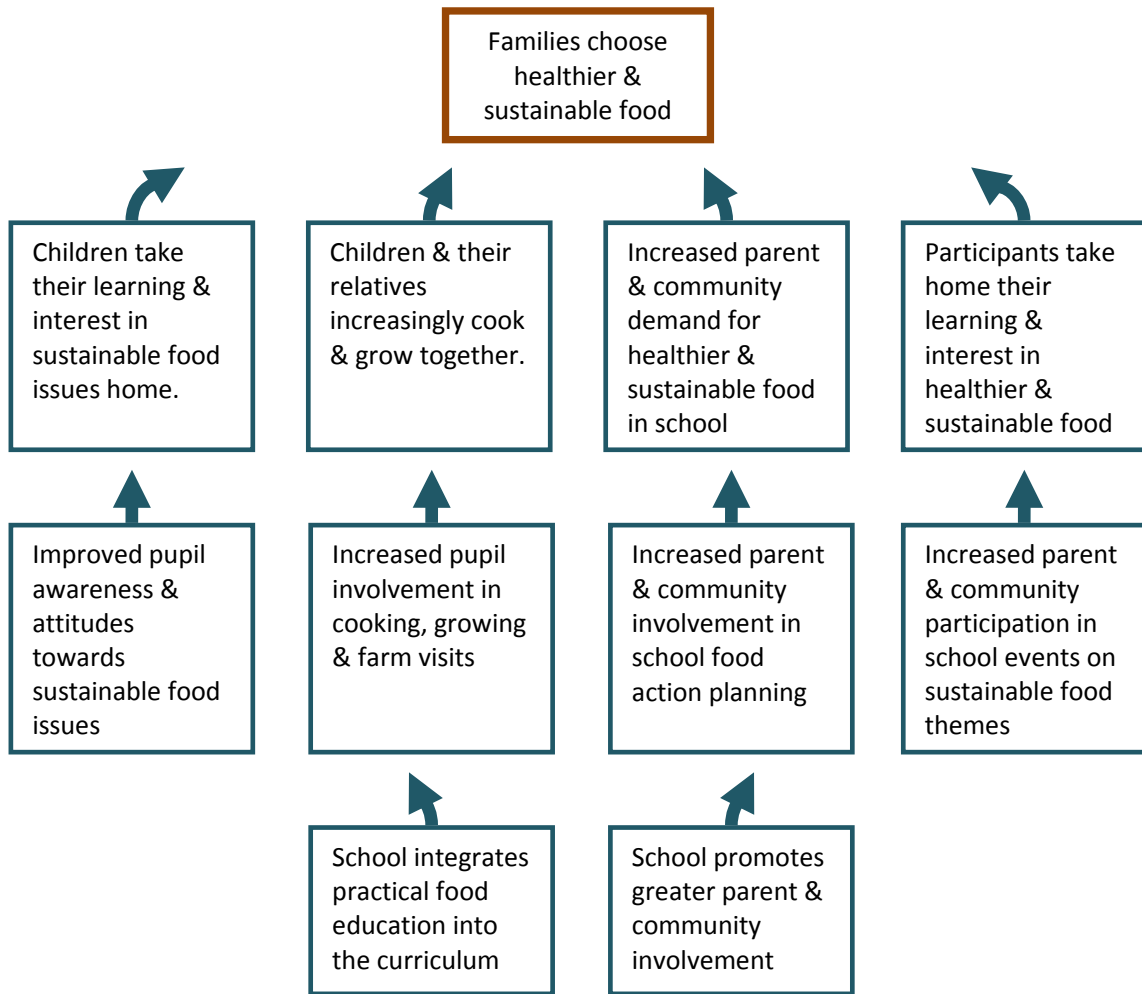 Families choose
healthier &
sustainable food
Children take
their learning &
interest in
sustainable food
issues home.
Children & their
relatives
increasingly cook
& grow together.
Increased parent
& community
demand for
healthier &
sustainable food
in school
Participants take
home their
learning &
interest in
healthier &
sustainable food
Improved pupil
awareness &
attitudes
towards
sustainable food
issues
Increased pupil
involvement in
cooking, growing
& farm visits
Increased parent
& community
involvement in
school food
action planning
Increased parent
& community
participation in
school events on
sustainable food
themes
School integrates
practical food
education into
the curriculum
School promotes
greater parent &
community
involvement